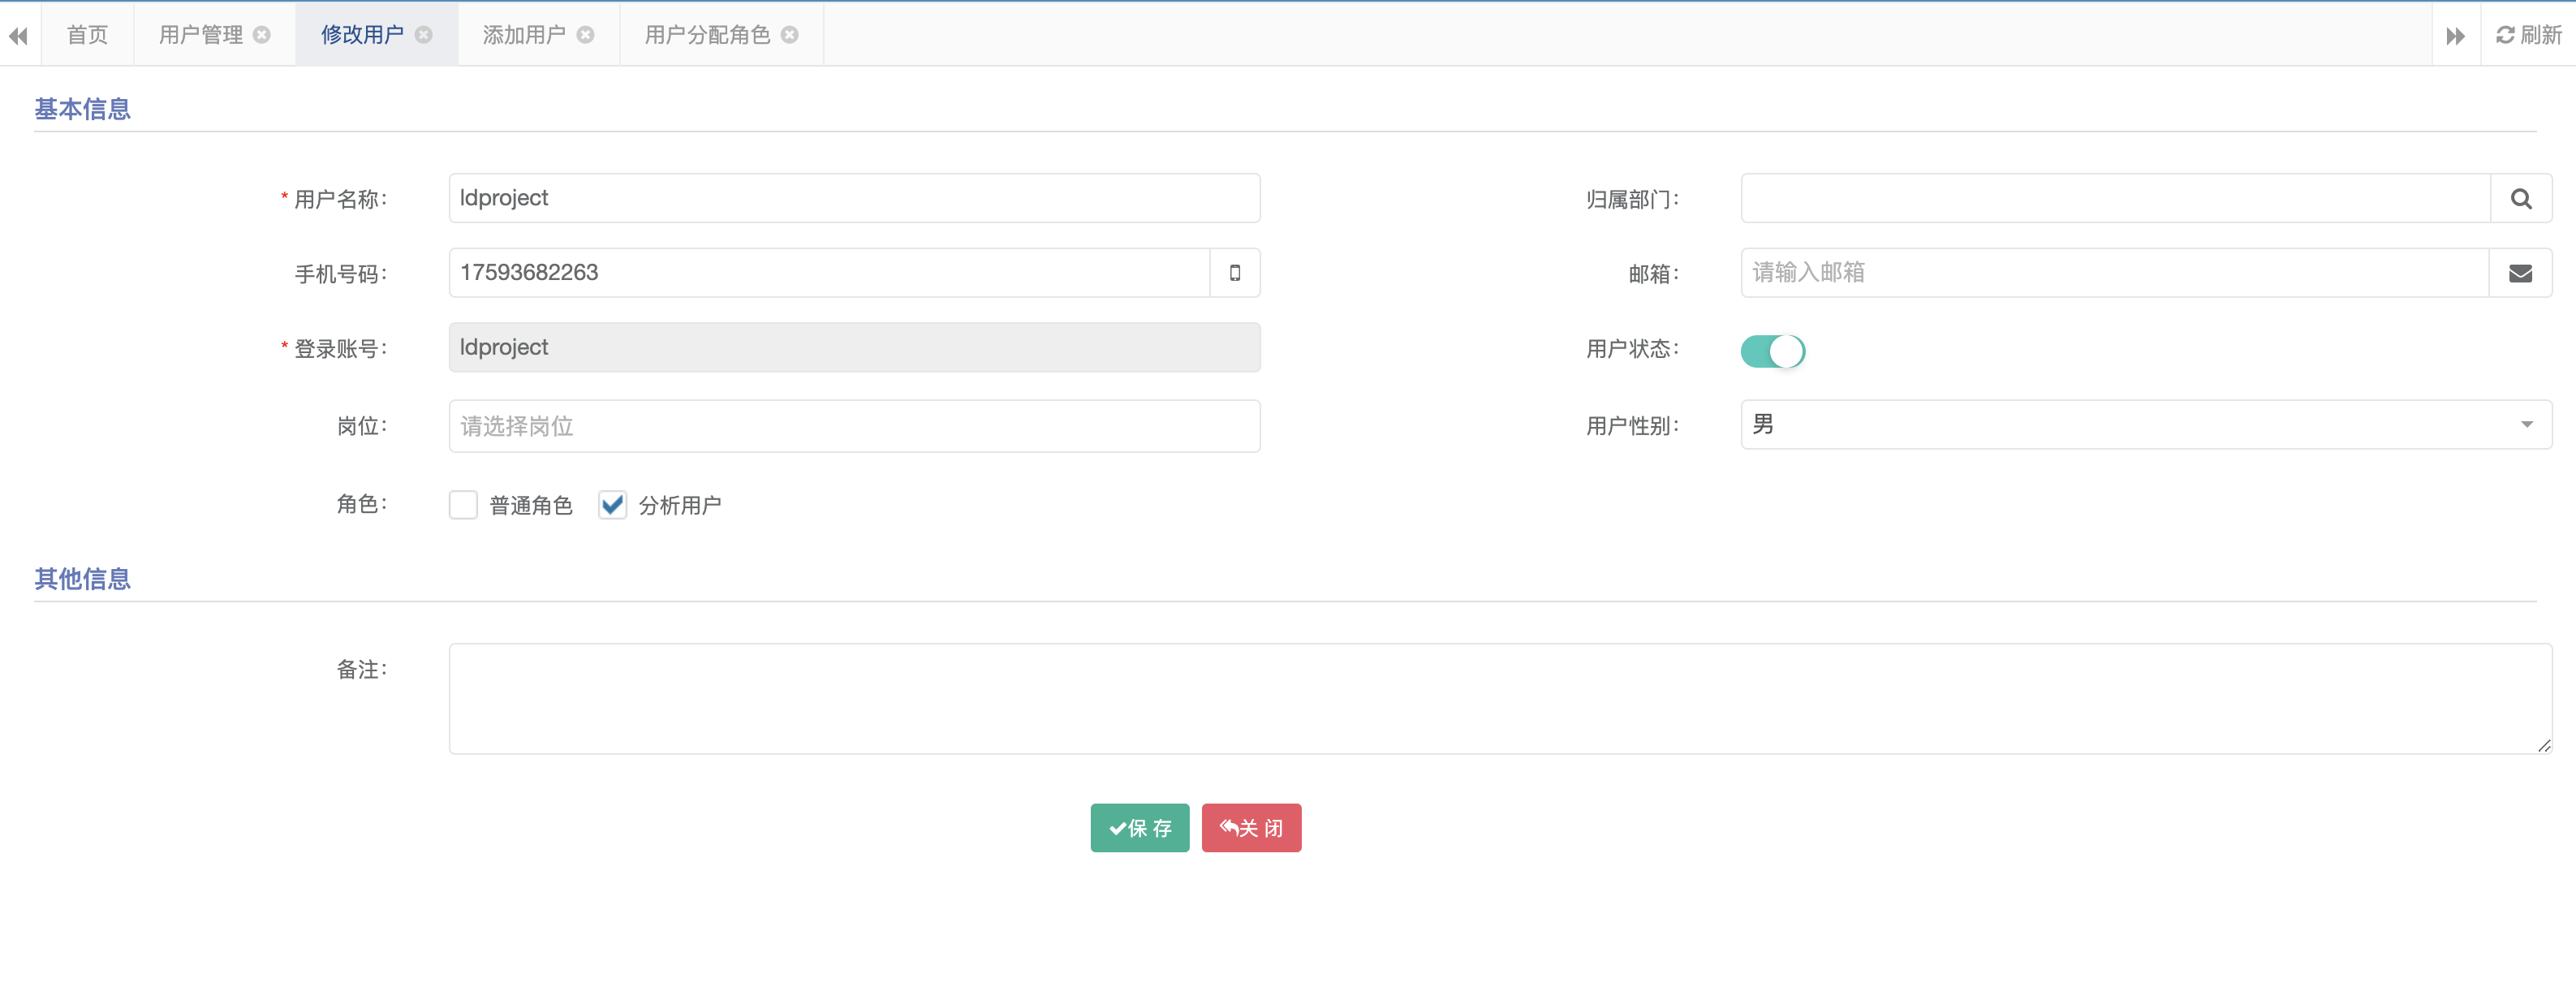 首页 用户管理 修改用户 添加用户 用户分配角色 刷新
基本信息
* 用户名称： ldproject 归属部门：
手机号码： 17593682263 邮箱： 请输入邮箱
* 登录账号： ldproject 用户状态：
岗位： 请选择岗位 用户性别： 男
角色： 普通角色 分析用户
其他信息
备注：
保 存 关 闭